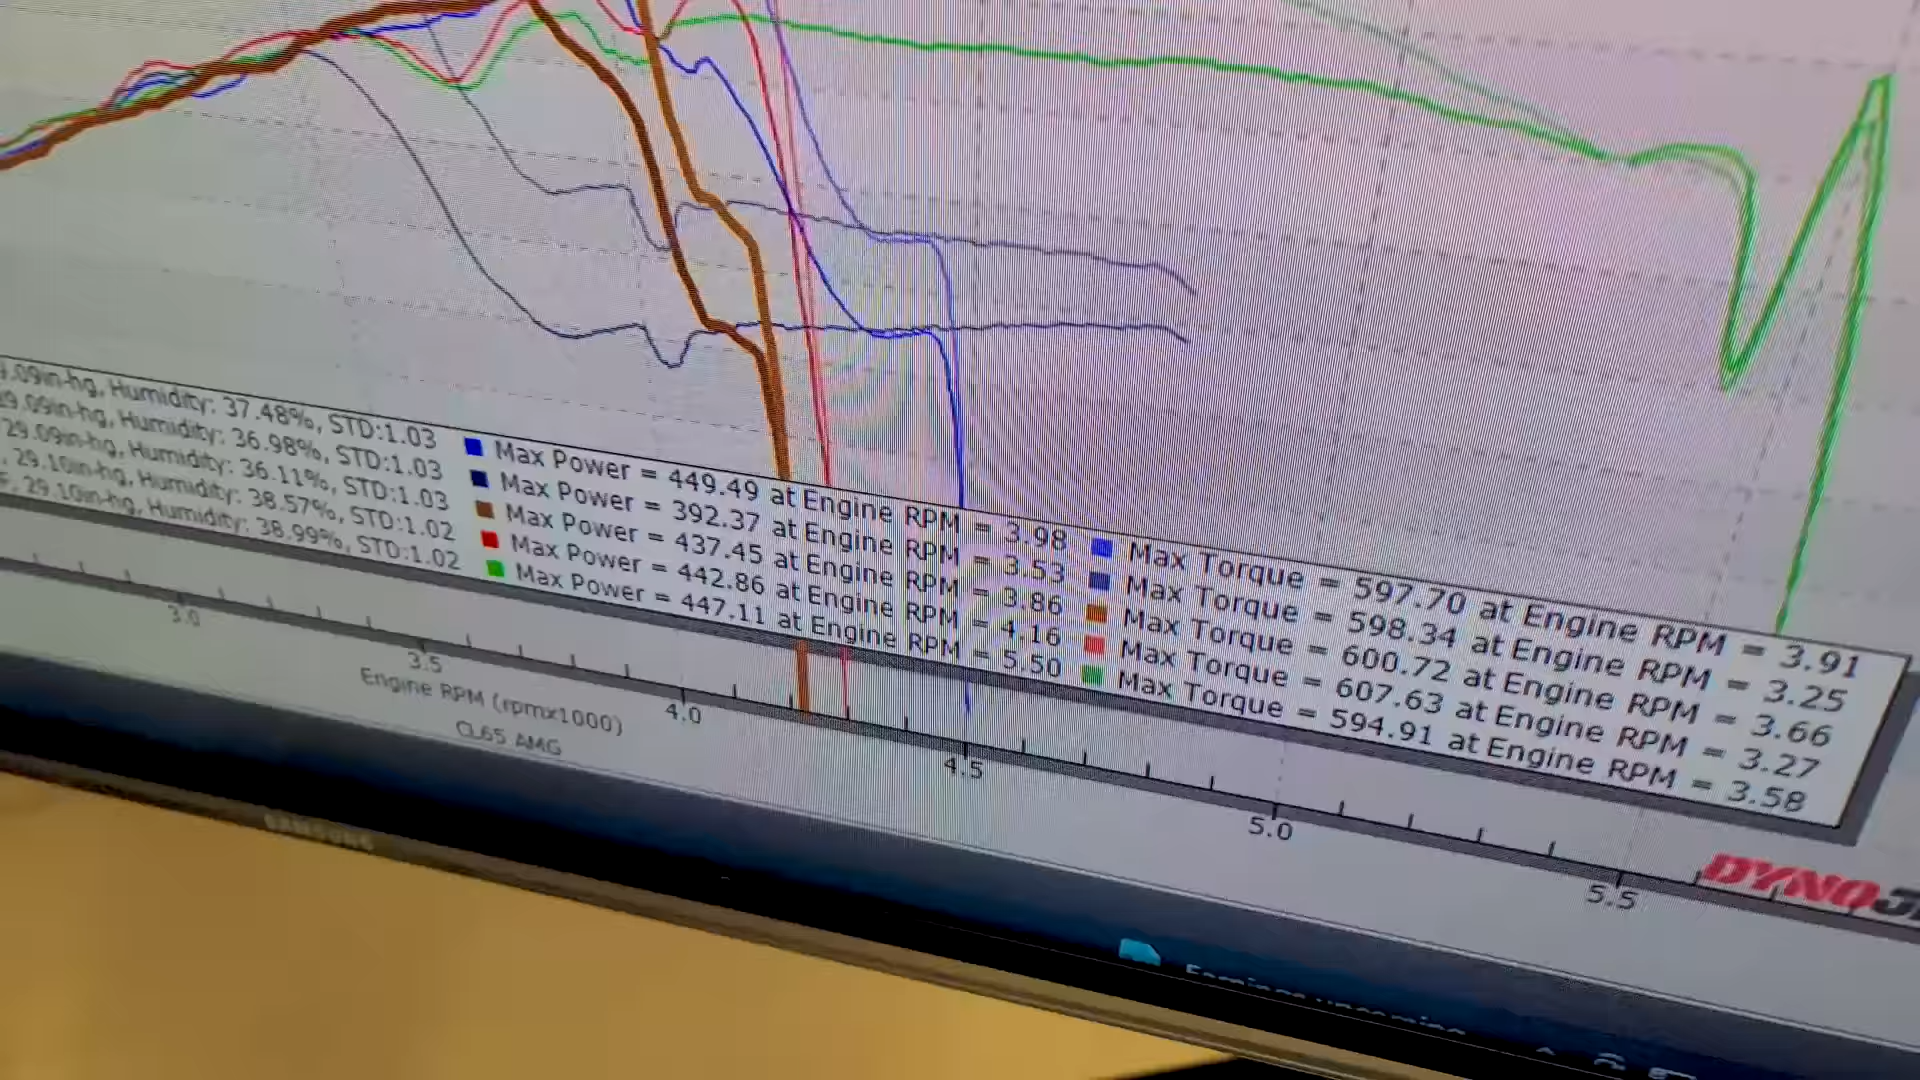 .09in-hg, Humidity: 37.48%, STD:1.03
29.09in-hg, Humidity: 36.98%, STD:1.03
29.09in-hg, Humidity: 36.11%, STD:1.03
29.10in-hg, Humidity: 38.57%, STD:1.02
29.10in-hg, Humidity: 38.99%, STD:1.02
Max Power = 449.49 at Engine RPM = 3.98
Max Power = 392.37 at Engine RPM = 3.53
Max Power = 437.45 at Engine RPM = 3.86
Max Power = 442.86 at Engine RPM = 4.16
Max Power = 447.11 at Engine RPM = 5.50
Max Torque = 597.70 at Engine RPM = 3.91
Max Torque = 598.34 at Engine RPM = 3.25
Max Torque = 600.72 at Engine RPM = 3.66
Max Torque = 607.63 at Engine RPM = 3.27
Max Torque = 594.91 at Engine RPM = 3.58
3.0
3.5
4.0
4.5
5.0
5.5
Engine RPM (rpmx1000)
CL65 AMG
DYNOJ
SAMSUNG